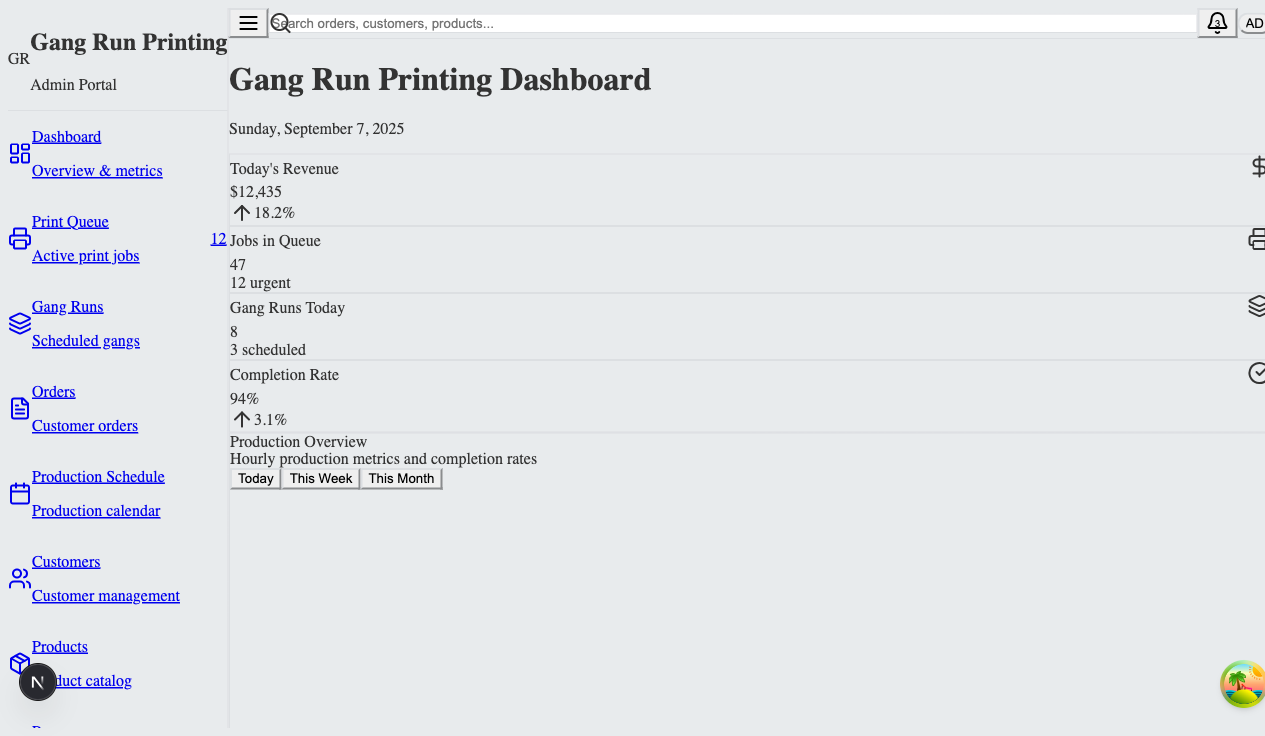 GR
Gang Run Printing
Admin Portal
Dashboard
Overview & metrics
Print Queue
Active print jobs
12
Gang Runs
Scheduled gangs
Orders
Customer orders
Production Schedule
Production calendar
Customers
Customer management
Products
duct catalog
N
Search orders, customers, products...
3
AD
Gang Run Printing Dashboard
Sunday, September 7, 2025
Today's Revenue
$12,435
18.2%
Jobs in Queue
47
12 urgent
Gang Runs Today
8
3 scheduled
Completion Rate
94%
3.1%
Production Overview
Hourly production metrics and completion rates
Today
This Week
This Month